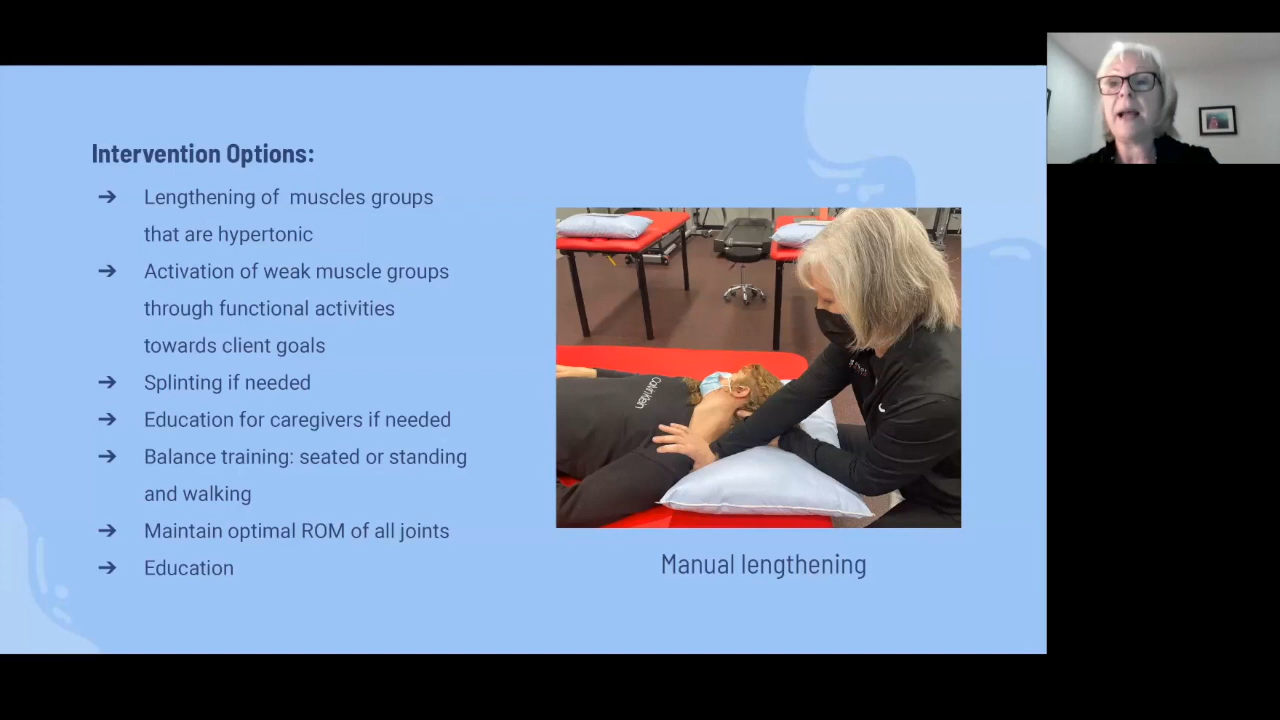 Intervention Options:
➔ Lengthening of muscles groups
that are hypertonic
➔ Activation of weak muscle groups
through functional activities
towards client goals
➔ Splinting if needed
➔ Education for caregivers if needed
➔ Balance training: seated or standing
and walking
➔ Maintain optimal ROM of all joints
➔ Education
Calvin Klein
Manual lengthening